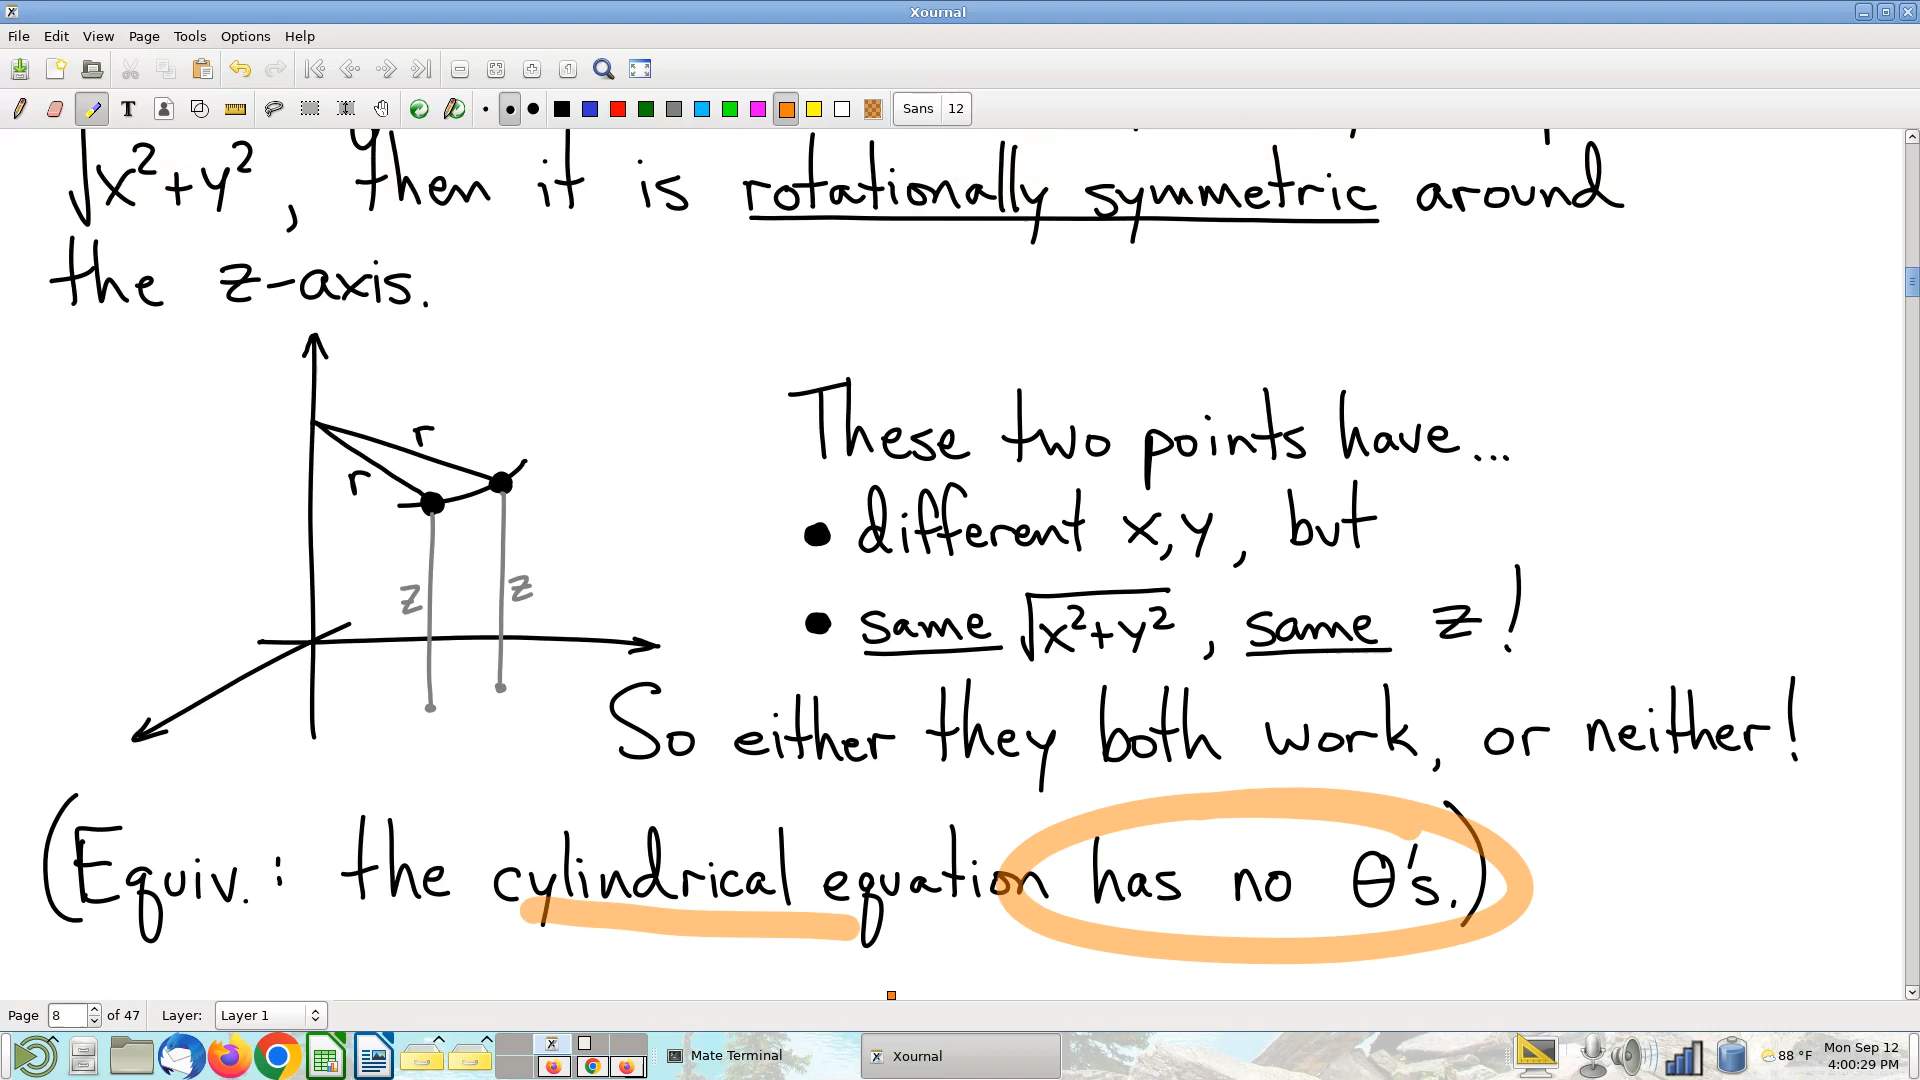 Xournal
File Edit View Page Tools Options Help
Sans 12
√x²+y², then it is rotationally symmetric around
the z-axis.
r
r
z
z
These two points have...
• different x,y, but
• same √x²+y², same z!
So either they both work, or neither!
(Equiv.: the cylindrical equation has no θ's.)
Page 8 of 47 Layer: Layer 1
Mate Terminal
Xournal
88 °F
Mon Sep 12
4:00:29 PM